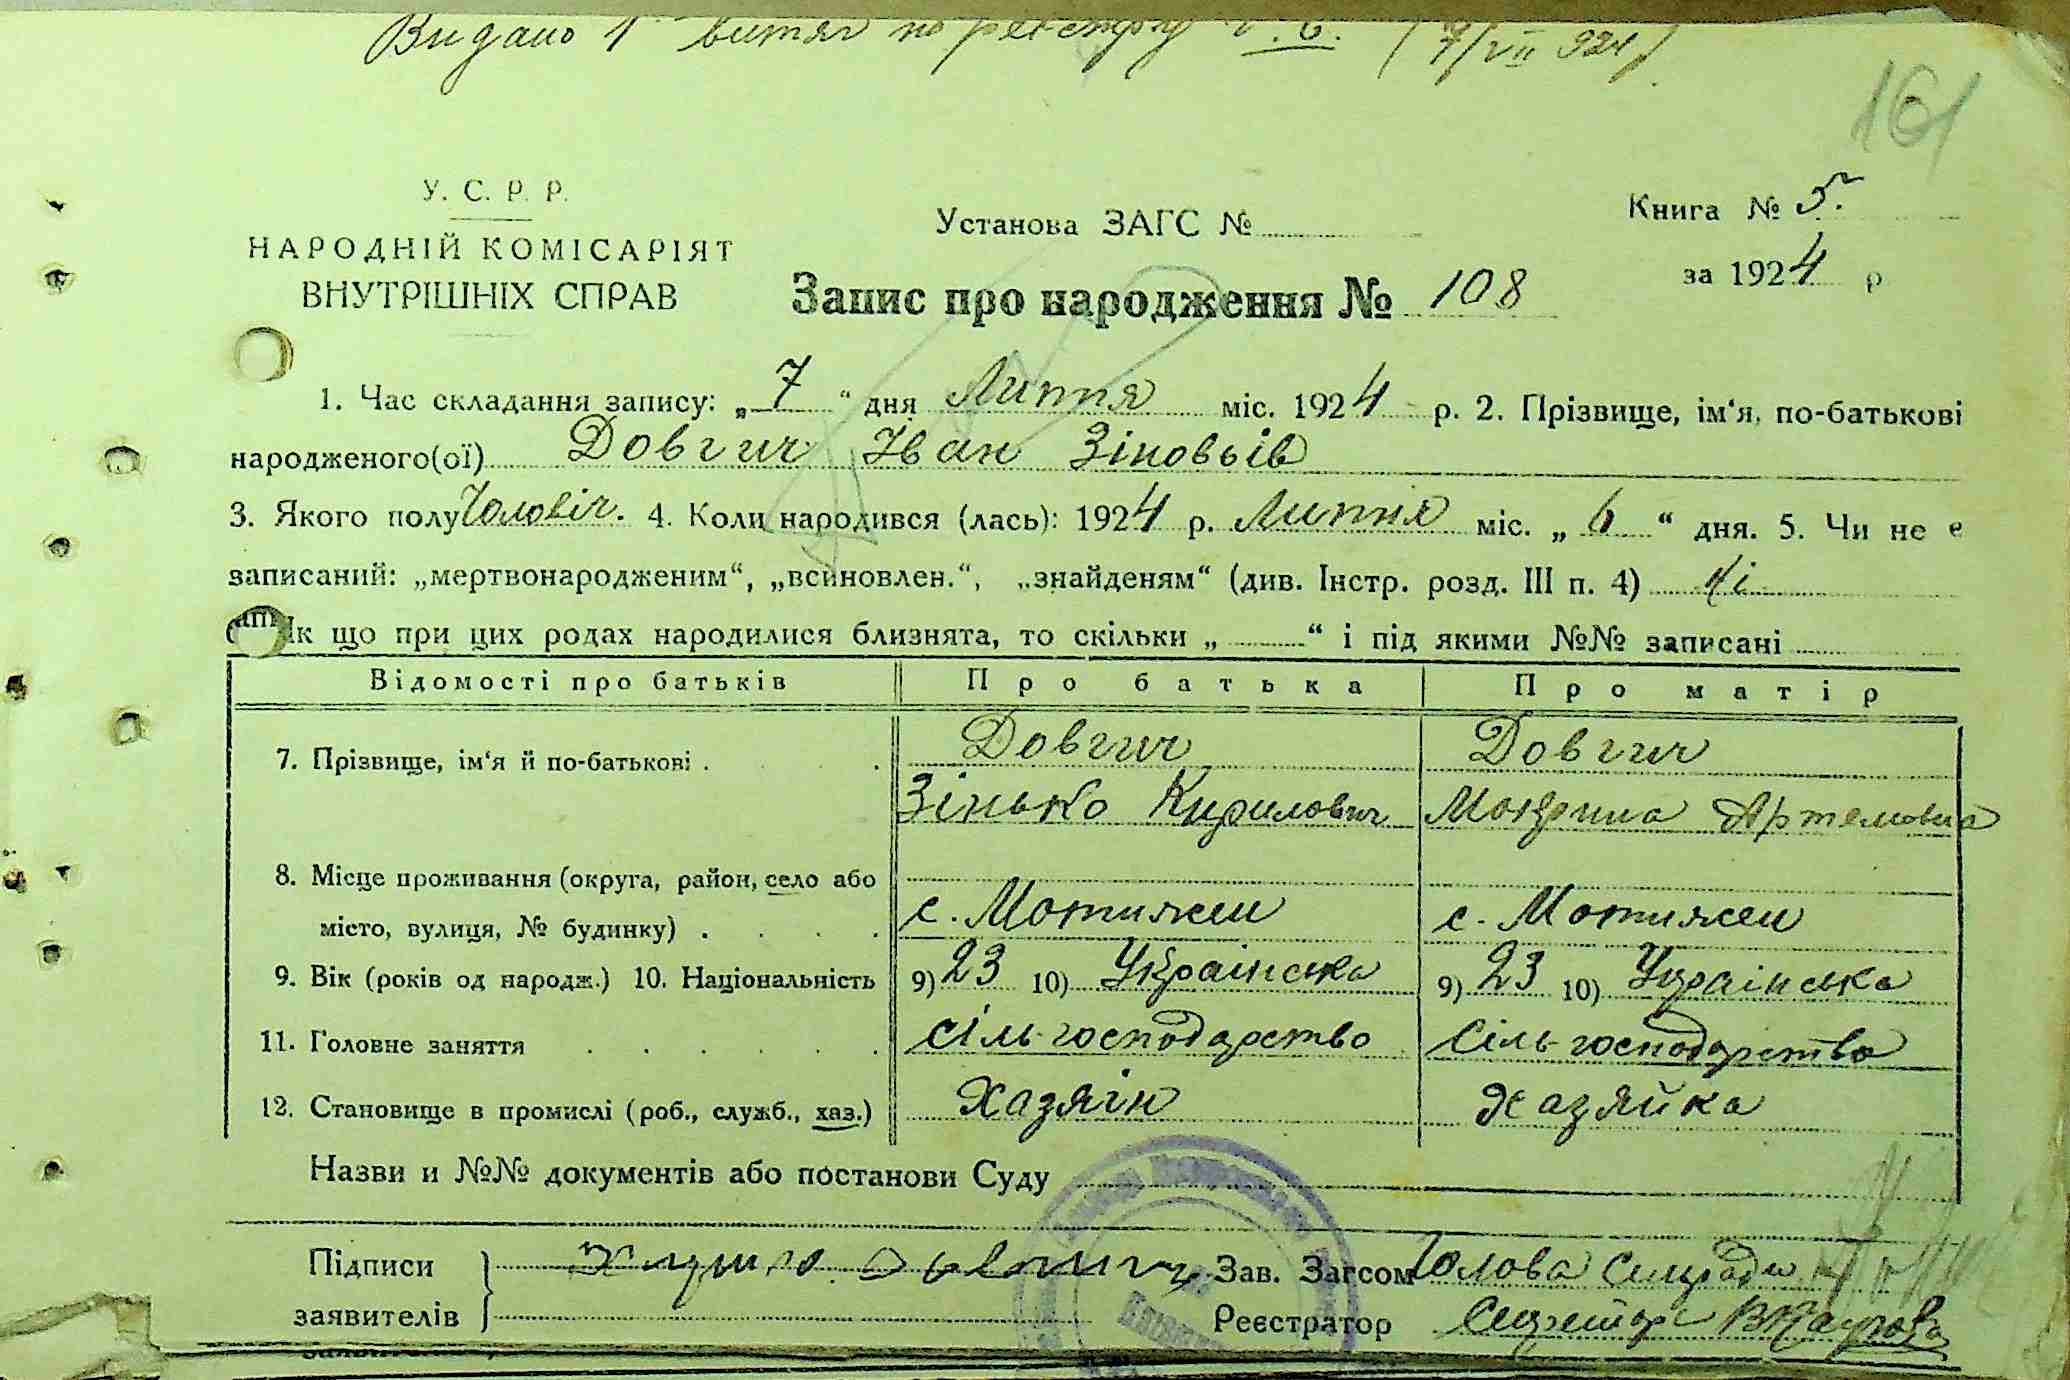 Видано 1 витяг по реєстру (7/VII 924)
161
У. С. Р. Р.
НАРОДНІЙ КОМІСАРІЯТ
ВНУТРІШНІХ СПРАВ
Установа ЗАГС №
Книга № 5.
за 1924 р
Запис про народження № 108
1. Час складання запису: „7“ дня Липня міс. 1924 р. 2. Прізвище, ім‘я, по-батькові
народженого(ої) Довгич Іван Зіновьів
3. Якого полу Чоловіч. 4. Коли народився (лась): 1924 р. Липня міс. „6“ дня. 5. Чи не є
записаний: „мертвонародженим“, „всиновлен.“, „знайденям“ (див. Інстр. розд. III п. 4) Ні
Як що при цих родах народилися близнята, то скільки „ “ і під якими №№ записані
Відомості про батьків Про батька Про матір
7. Прізвище, ім‘я й по-батькові . . . Довгич Довгич
Зінько Кирилович Мокрина Артемовна
8. Місце проживання (округа, район, село або
місто, вулиця, № будинку) . . . . с. Мотижен с. Мотижен
9. Вік (років од народж.) 10. Національність 9) 23 10) Українська 9) 23 10) Українська
11. Головне заняття . . . . . . сіль-господарство Сіль-господарство
12. Становище в промислі (роб., служб., хаз.) Хазяїн Хазяйка
Назви и №№ документів або постанови Суду
Підписи
заявителів
Зав. Загсом Голова Сільради
Реєстратор Секретар